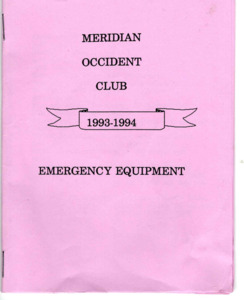 MERIDIAN
OCCIDENT
CLUB
1993-1994
EMERGENCY EQUIPMENT